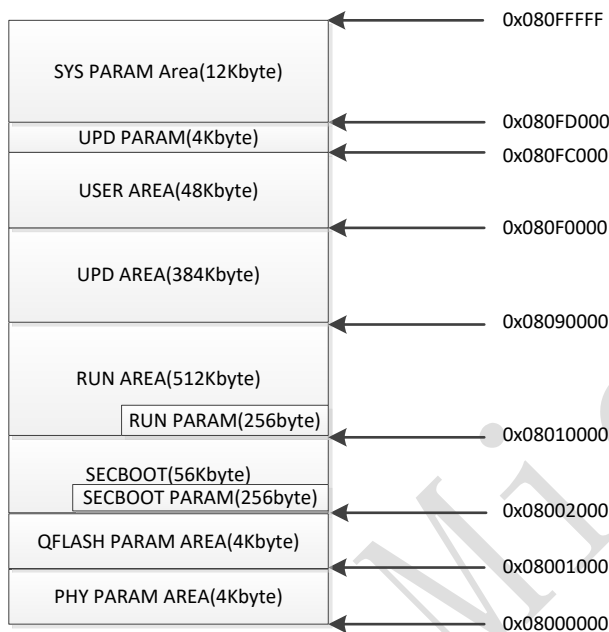 0x080FFFFF
SYS PARAM Area(12Kbyte)
0x080FD000
UPD PARAM(4Kbyte)
0x080FC000
USER AREA(48Kbyte)
0x080F0000
UPD AREA(384Kbyte)
0x08090000
RUN AREA(512Kbyte)
RUN PARAM(256byte)
0x08010000
SECBOOT(56Kbyte)
SECBOOT PARAM(256byte)
0x08002000
QFLASH PARAM AREA(4Kbyte)
0x08001000
PHY PARAM AREA(4Kbyte)
0x08000000
Mi